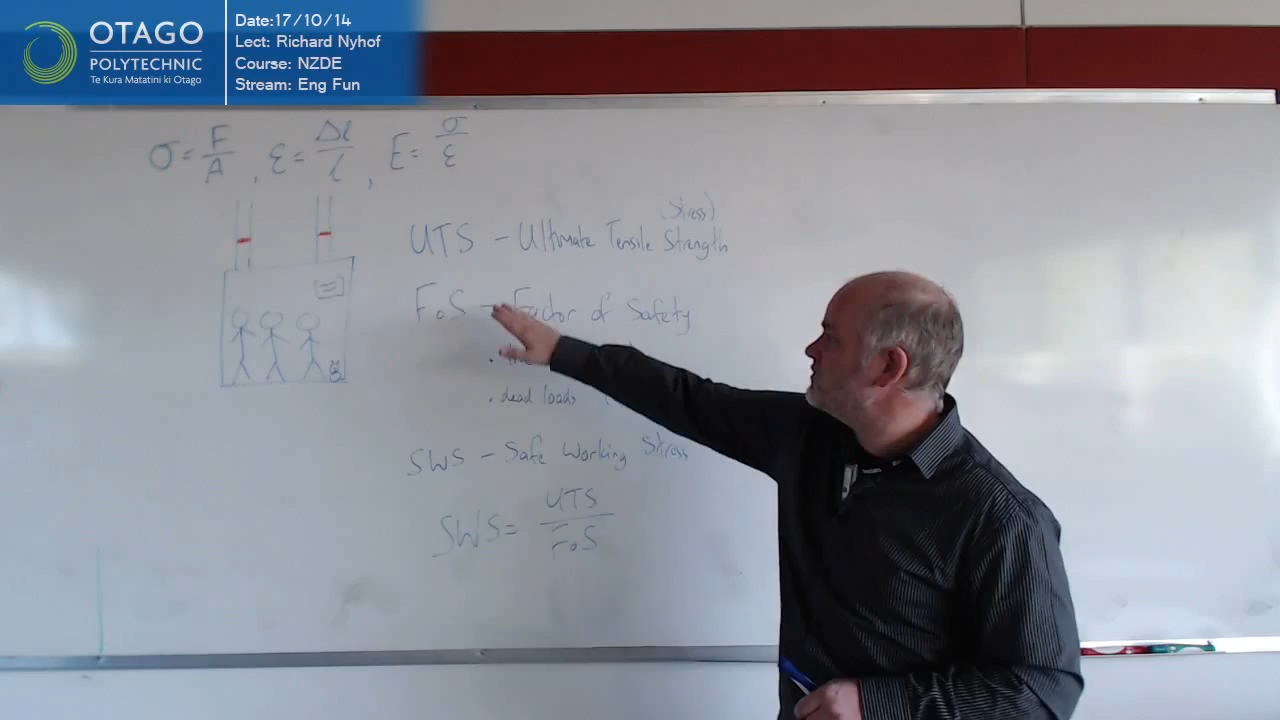 OTAGO
POLYTECHNIC
Te Kura Matatini ki Otago
Date:17/10/14
Lect: Richard Nyhof
Course: NZDE
Stream: Eng Fun
σ = F/A , ε = Δl/l , E = σ/ε
(Stress)
UTS - Ultimate Tensile Strength
FoS - Factor of Safety
• dead loads
SWS - Safe Working Stress
SWS = UTS/FoS